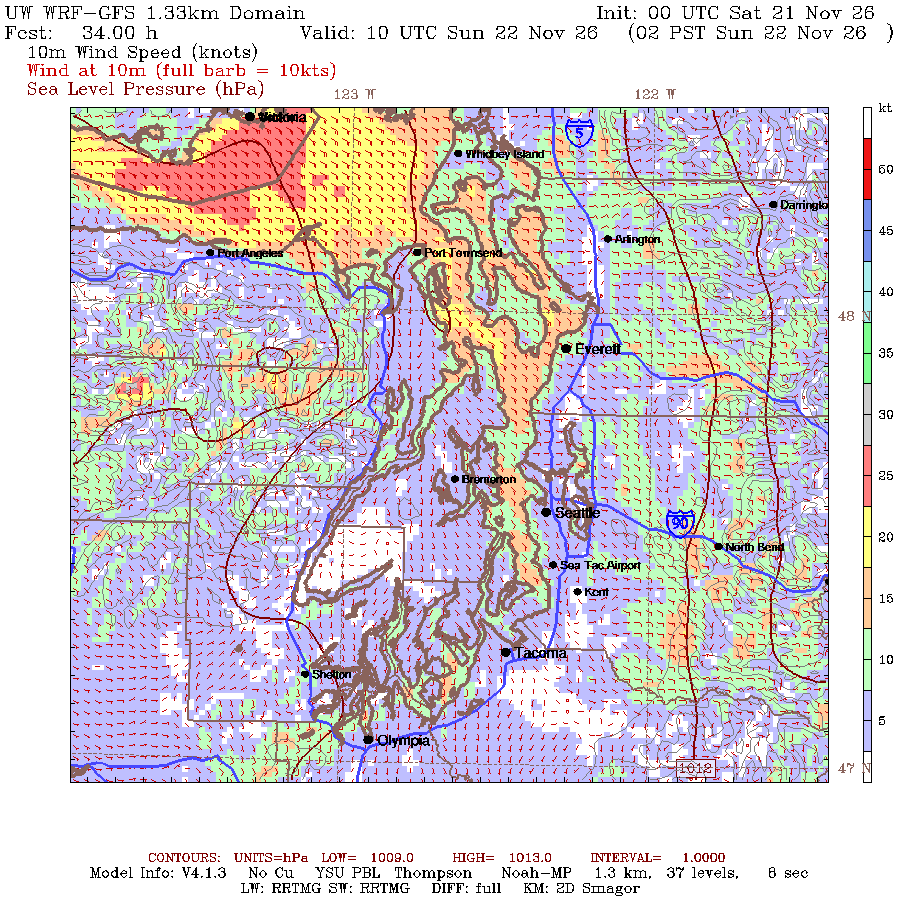 UW WRF-GFS 1.33km Domain Init: 00 UTC Sat 21 Nov 26
Fcst: 34.00 h Valid: 10 UTC Sun 22 Nov 26 (02 PST Sun 22 Nov 26 )
10m Wind Speed (knots)
Wind at 10m (full barb = 10kts)
Sea Level Pressure (hPa)
123 W 122 W
kt
Victoria
5
Whidbey Island
60
Darringto
45
Arlington
Port Angeles Port Townsend
40
48 N
Everett
35
30
25
Bremerton
Seattle
20
90
North Bend
Sea Tac Airport
Kent
15
Tacoma
10
Shelton
5
Olympia
1012
47 N
CONTOURS: UNITS=hPa LOW= 1009.0 HIGH= 1013.0 INTERVAL= 1.0000
Model Info: V4.1.3 No Cu YSU PBL Thompson Noah-MP 1.3 km, 37 levels, 8 sec
LW: RRTMG SW: RRTMG DIFF: full KM: 2D Smagor